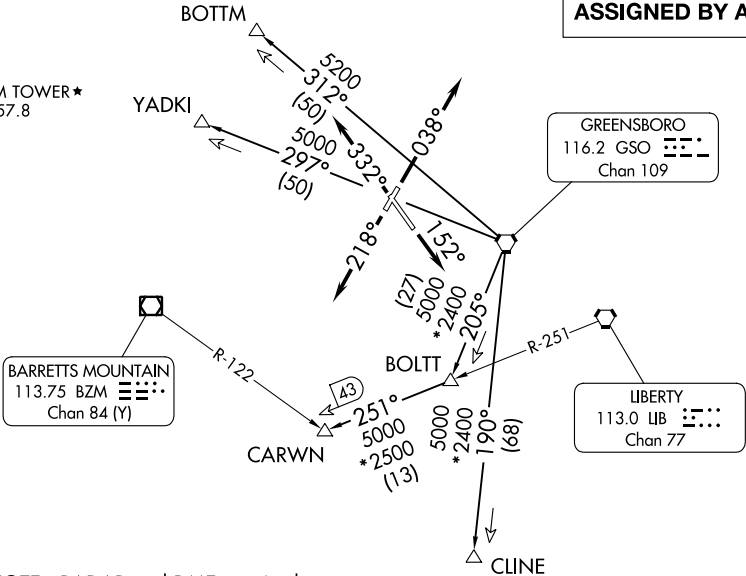 ASSIGNED BY A
BOTTM
M TOWER★
57.8
YADKI
5200
312°
(50)
5000
297°
(50)
332°
038°
218°
152°
GREENSBORO
116.2 GSO
Chan 109
(27)
5000
*2400
205°
BOLTT
R-251
LIBERTY
113.0 LIB
Chan 77
BARRETTS MOUNTAIN
113.75 BZM
Chan 84 (Y)
R-122
43
251°
5000
*2500
(13)
CARWN
5000
*2400
190°
(68)
CLINE